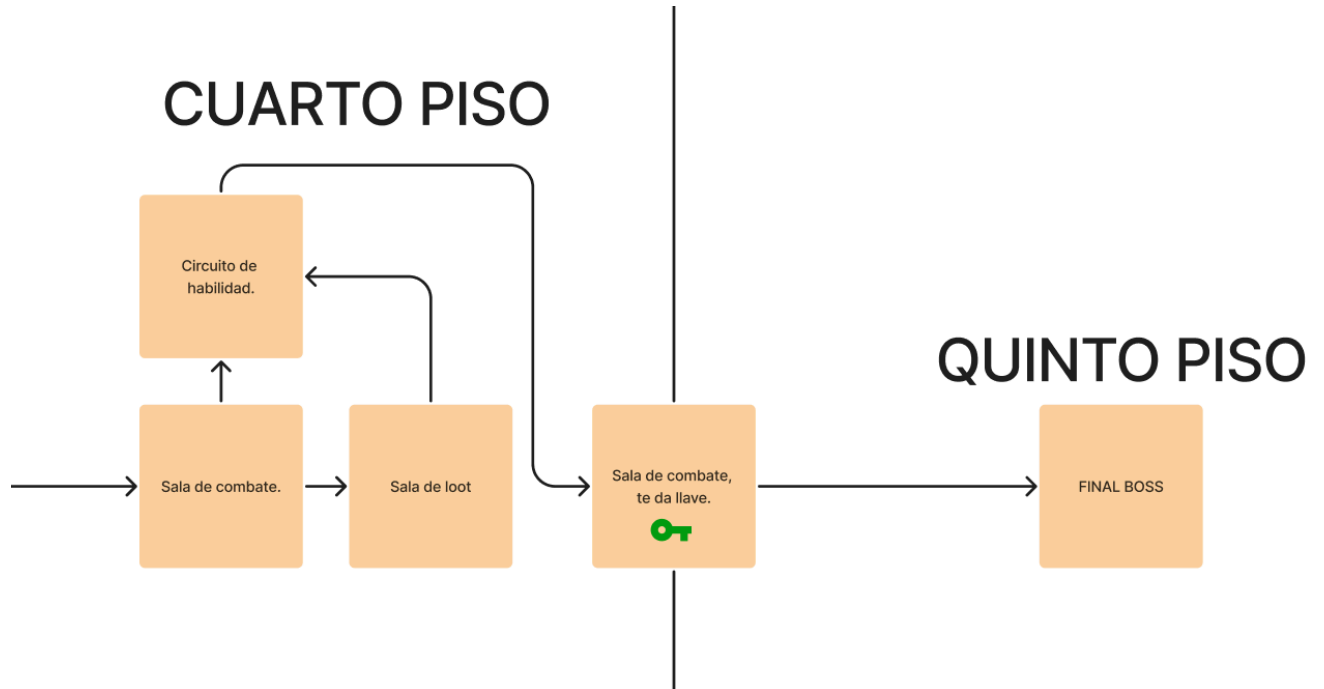 CUARTO PISO
Circuito de
habilidad.
Sala de combate.
Sala de loot
Sala de combate,
te da llave.
QUINTO PISO
FINAL BOSS